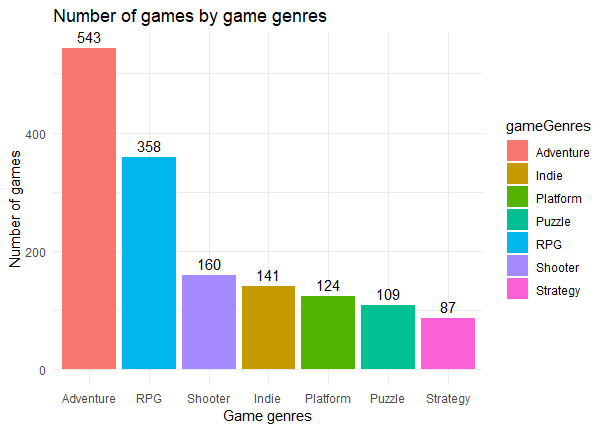 Number of games by game genres
543
358
160
141
124
109
87
400
200
0
Number of games
Adventure RPG Shooter Indie Platform Puzzle Strategy
Game genres
gameGenres
Adventure
Indie
Platform
Puzzle
RPG
Shooter
Strategy